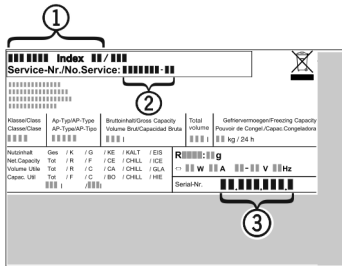 1
Index /
Service-Nr./No.Service: -
2
Klasse/Class Ap-Typ/AP-Type Bruttoinhalt/Gross Capacity Total Gefriervermoegen/Freezing Capacity
Classe/Clase AP-Type/AP-Tipo Volume Brut/Capacidad Bruta volume Pouvoir de Congel./Capac.Congeladora
l l kg / 24 h
Nutzinhalt Ges / K / G / KE / KALT / EIS
Net.Capacity Tot / R / F / CE / CHILL / ICE
Volume Utile Tot / R / C / CA / CHILL / GLA
Capac. Util Tot / F / C / BO / CHILL / HIE
l / l
R : g
W A - V Hz
Serial-Nr. . . .
3